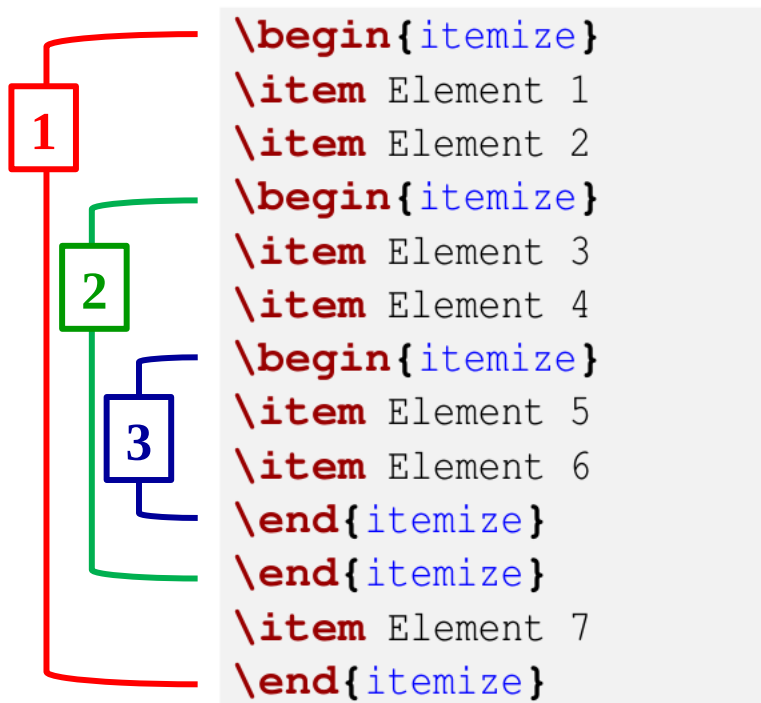 \begin{itemize}
1
\item Element 1
\item Element 2
\begin{itemize}
2
\item Element 3
\item Element 4
\begin{itemize}
3
\item Element 5
\item Element 6
\end{itemize}
\end{itemize}
\item Element 7
\end{itemize}